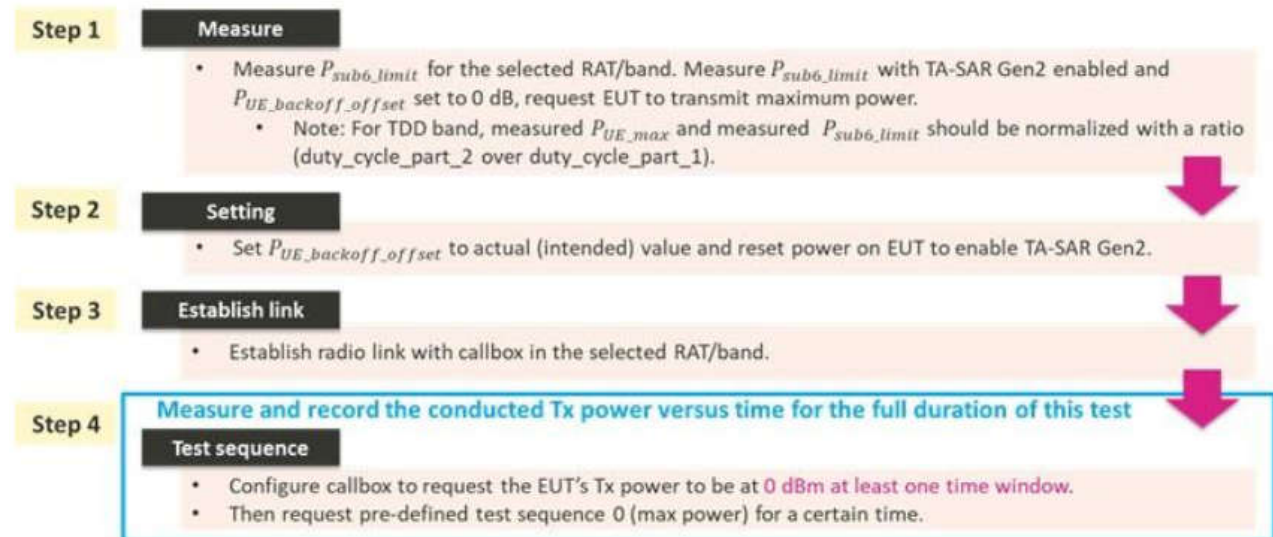 Step 1
Measure
• Measure P_sub6_limit for the selected RAT/band. Measure P_sub6_limit with TA-SAR Gen2 enabled and
P_UE_backoff_offset set to 0 dB, request EUT to transmit maximum power.
• Note: For TDD band, measured P_UE_max and measured P_sub6_limit should be normalized with a ratio
(duty_cycle_part_2 over duty_cycle_part_1).
Step 2
Setting
• Set P_UE_backoff_offset to actual (intended) value and reset power on EUT to enable TA-SAR Gen2.
Step 3
Establish link
• Establish radio link with callbox in the selected RAT/band.
Step 4
Measure and record the conducted Tx power versus time for the full duration of this test
Test sequence
• Configure callbox to request the EUT's Tx power to be at 0 dBm at least one time window.
• Then request pre-defined test sequence 0 (max power) for a certain time.